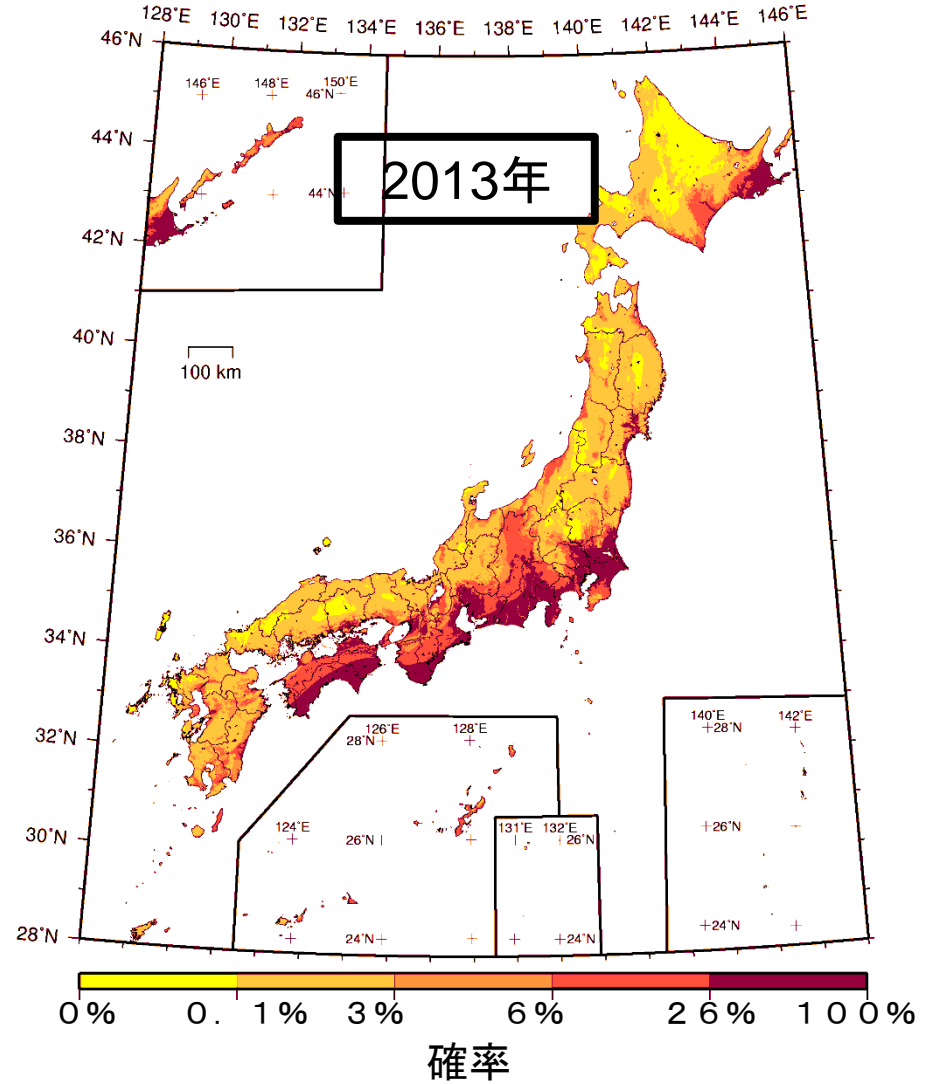 128°E 130°E 132°E 134°E 136°E 138°E 140°E 142°E 144°E 146°E
46°N
146°E 148°E 150°E
46°N
44°N
2013年
44°N
42°N
40°N
100 km
38°N
36°N
34°N
32°N
126°E 128°E
28°N
140°E 142°E
28°N
124°E
26°N
131°E 132°E
26°N
26°N
30°N
24°N
24°N
24°N
28°N
0% 0.1% 3% 6% 26% 100%
確率